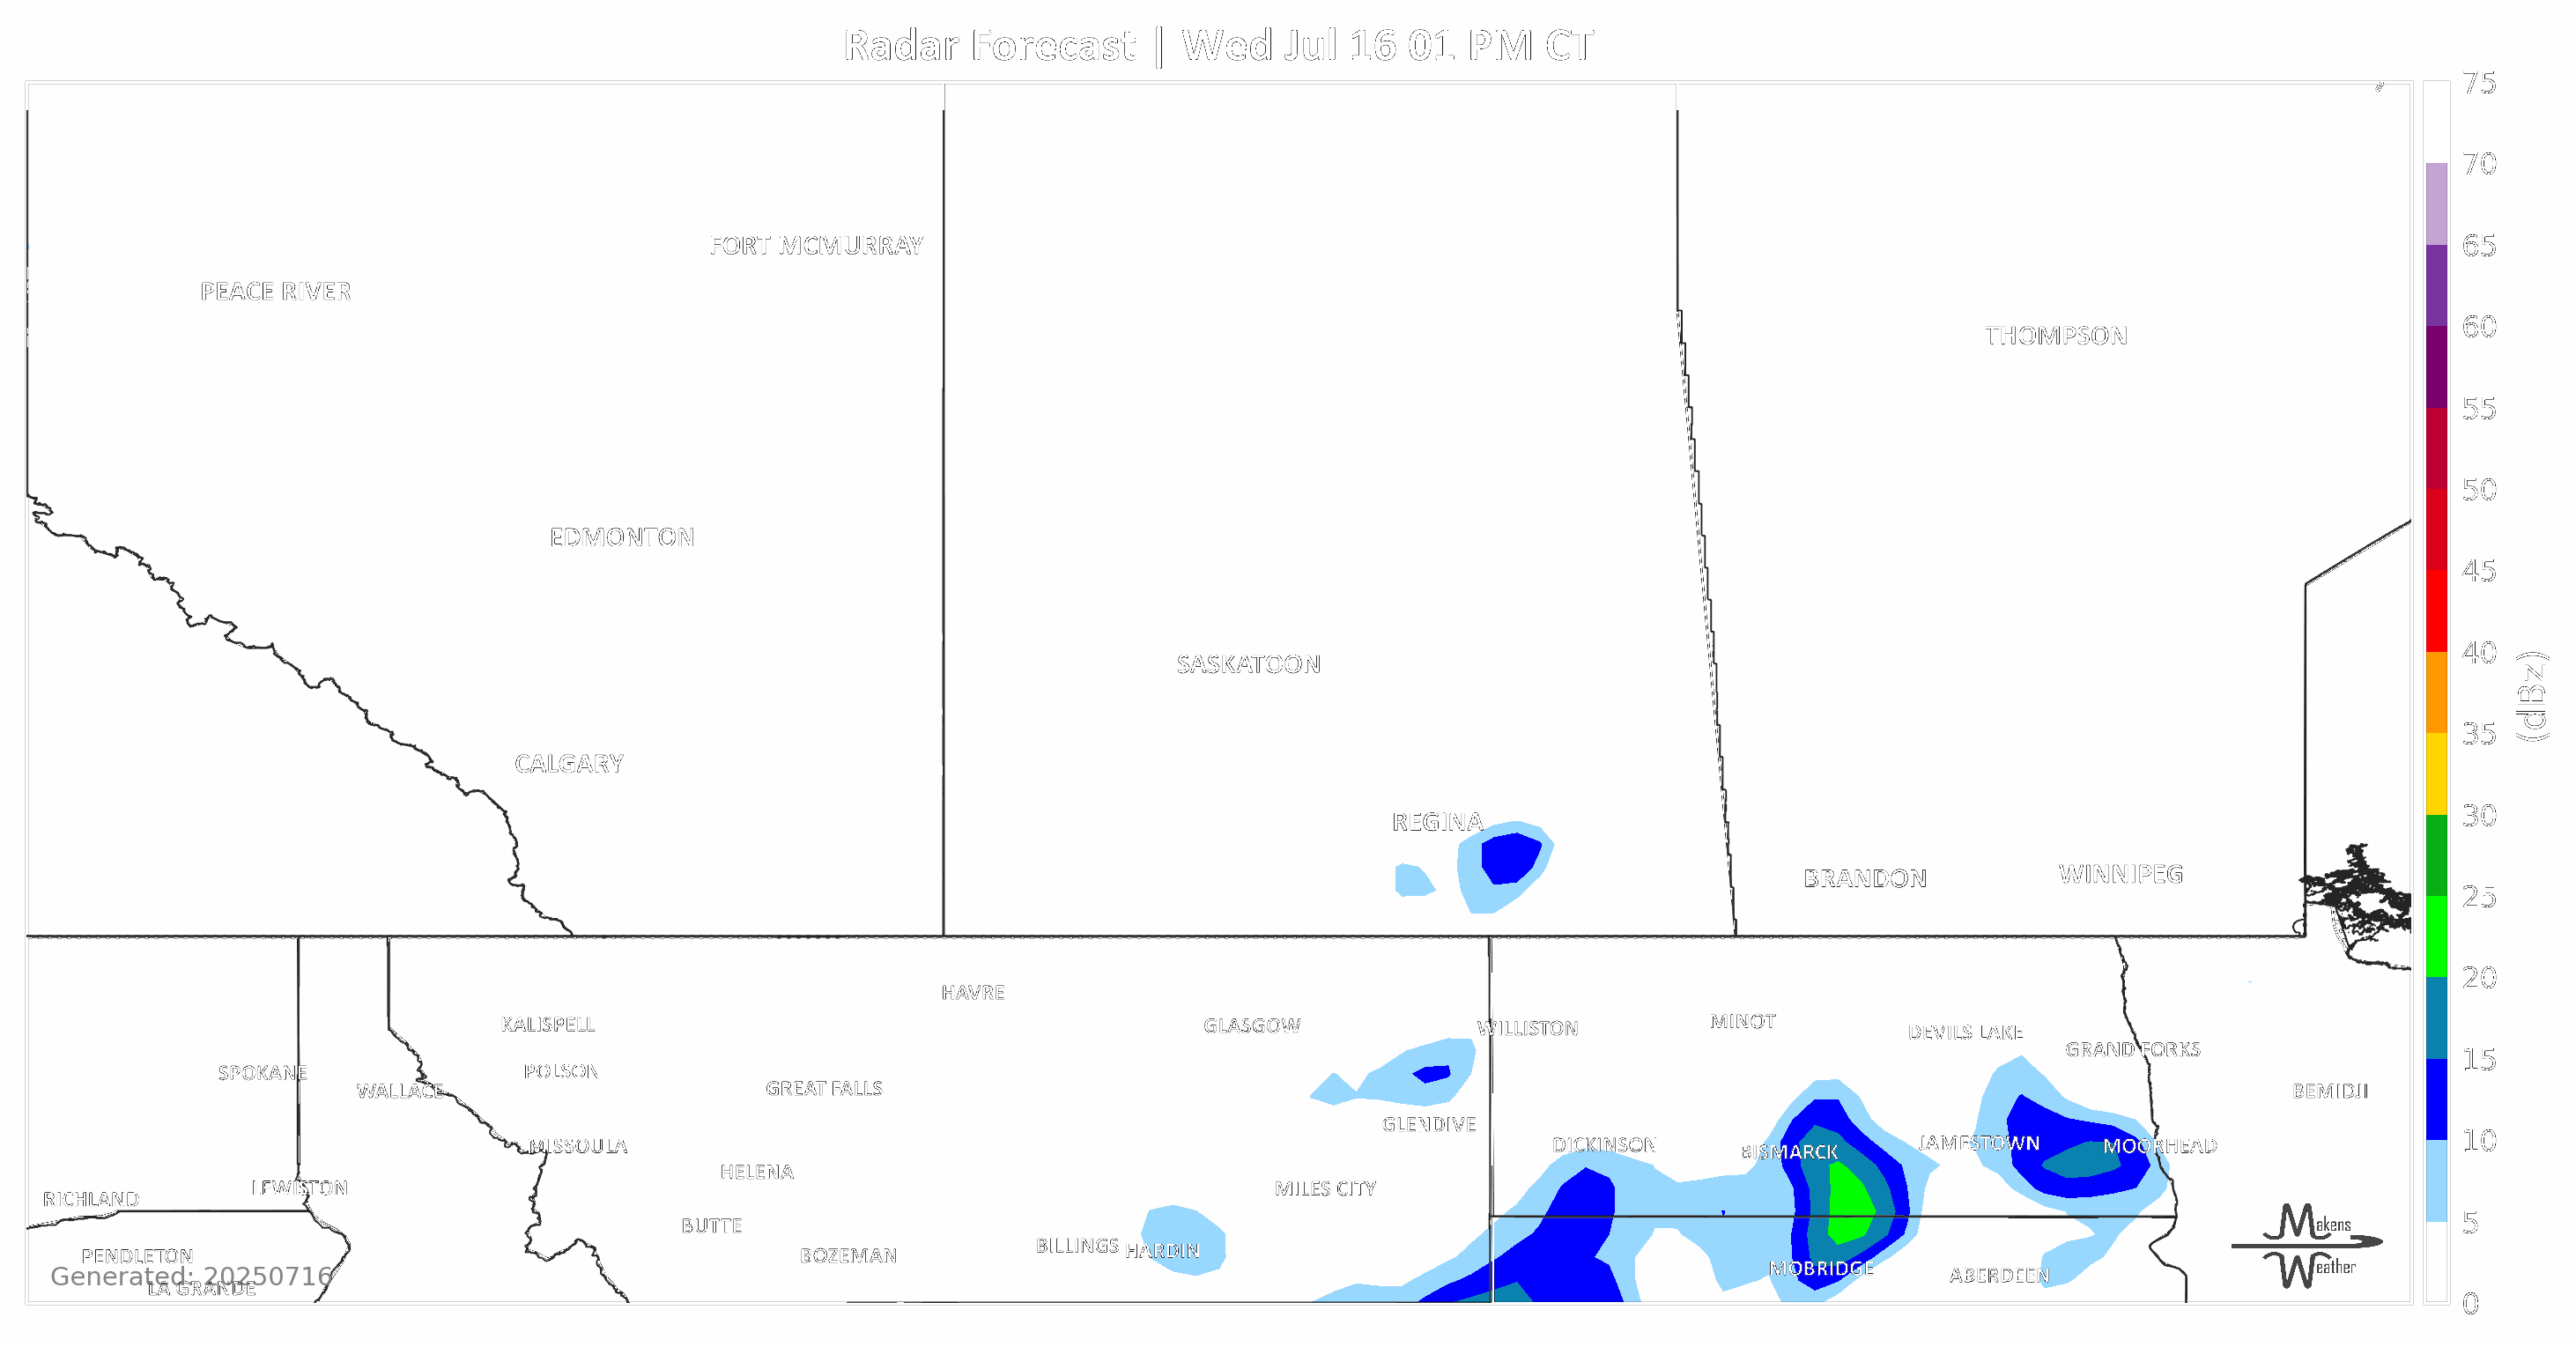 Radar Forecast | Wed Jul 16 01 PM CT
75
70
65
60
55
50
45
40
35
30
25
20
15
10
5
0
(dBz)
FORT MCMURRAY
PEACE RIVER
THOMPSON
EDMONTON
SASKATOON
CALGARY
REGINA
BRANDON
WINNIPEG
HAVRE
KALISPELL
GLASGOW
WILLISTON
MINOT
DEVILS LAKE
GRAND FORKS
SPOKANE
POLSON
WALLACE
GREAT FALLS
BEMIDJI
GLENDIVE
MISSOULA
DICKINSON
BISMARCK
JAMESTOWN
MOORHEAD
HELENA
LEWISTON
MILES CITY
RICHLAND
BUTTE
BILLINGS
HARDIN
BOZEMAN
PENDLETON
MOBRIDGE
ABERDEEN
Generated: 20250716
LA GRANDE
Makens
Weather